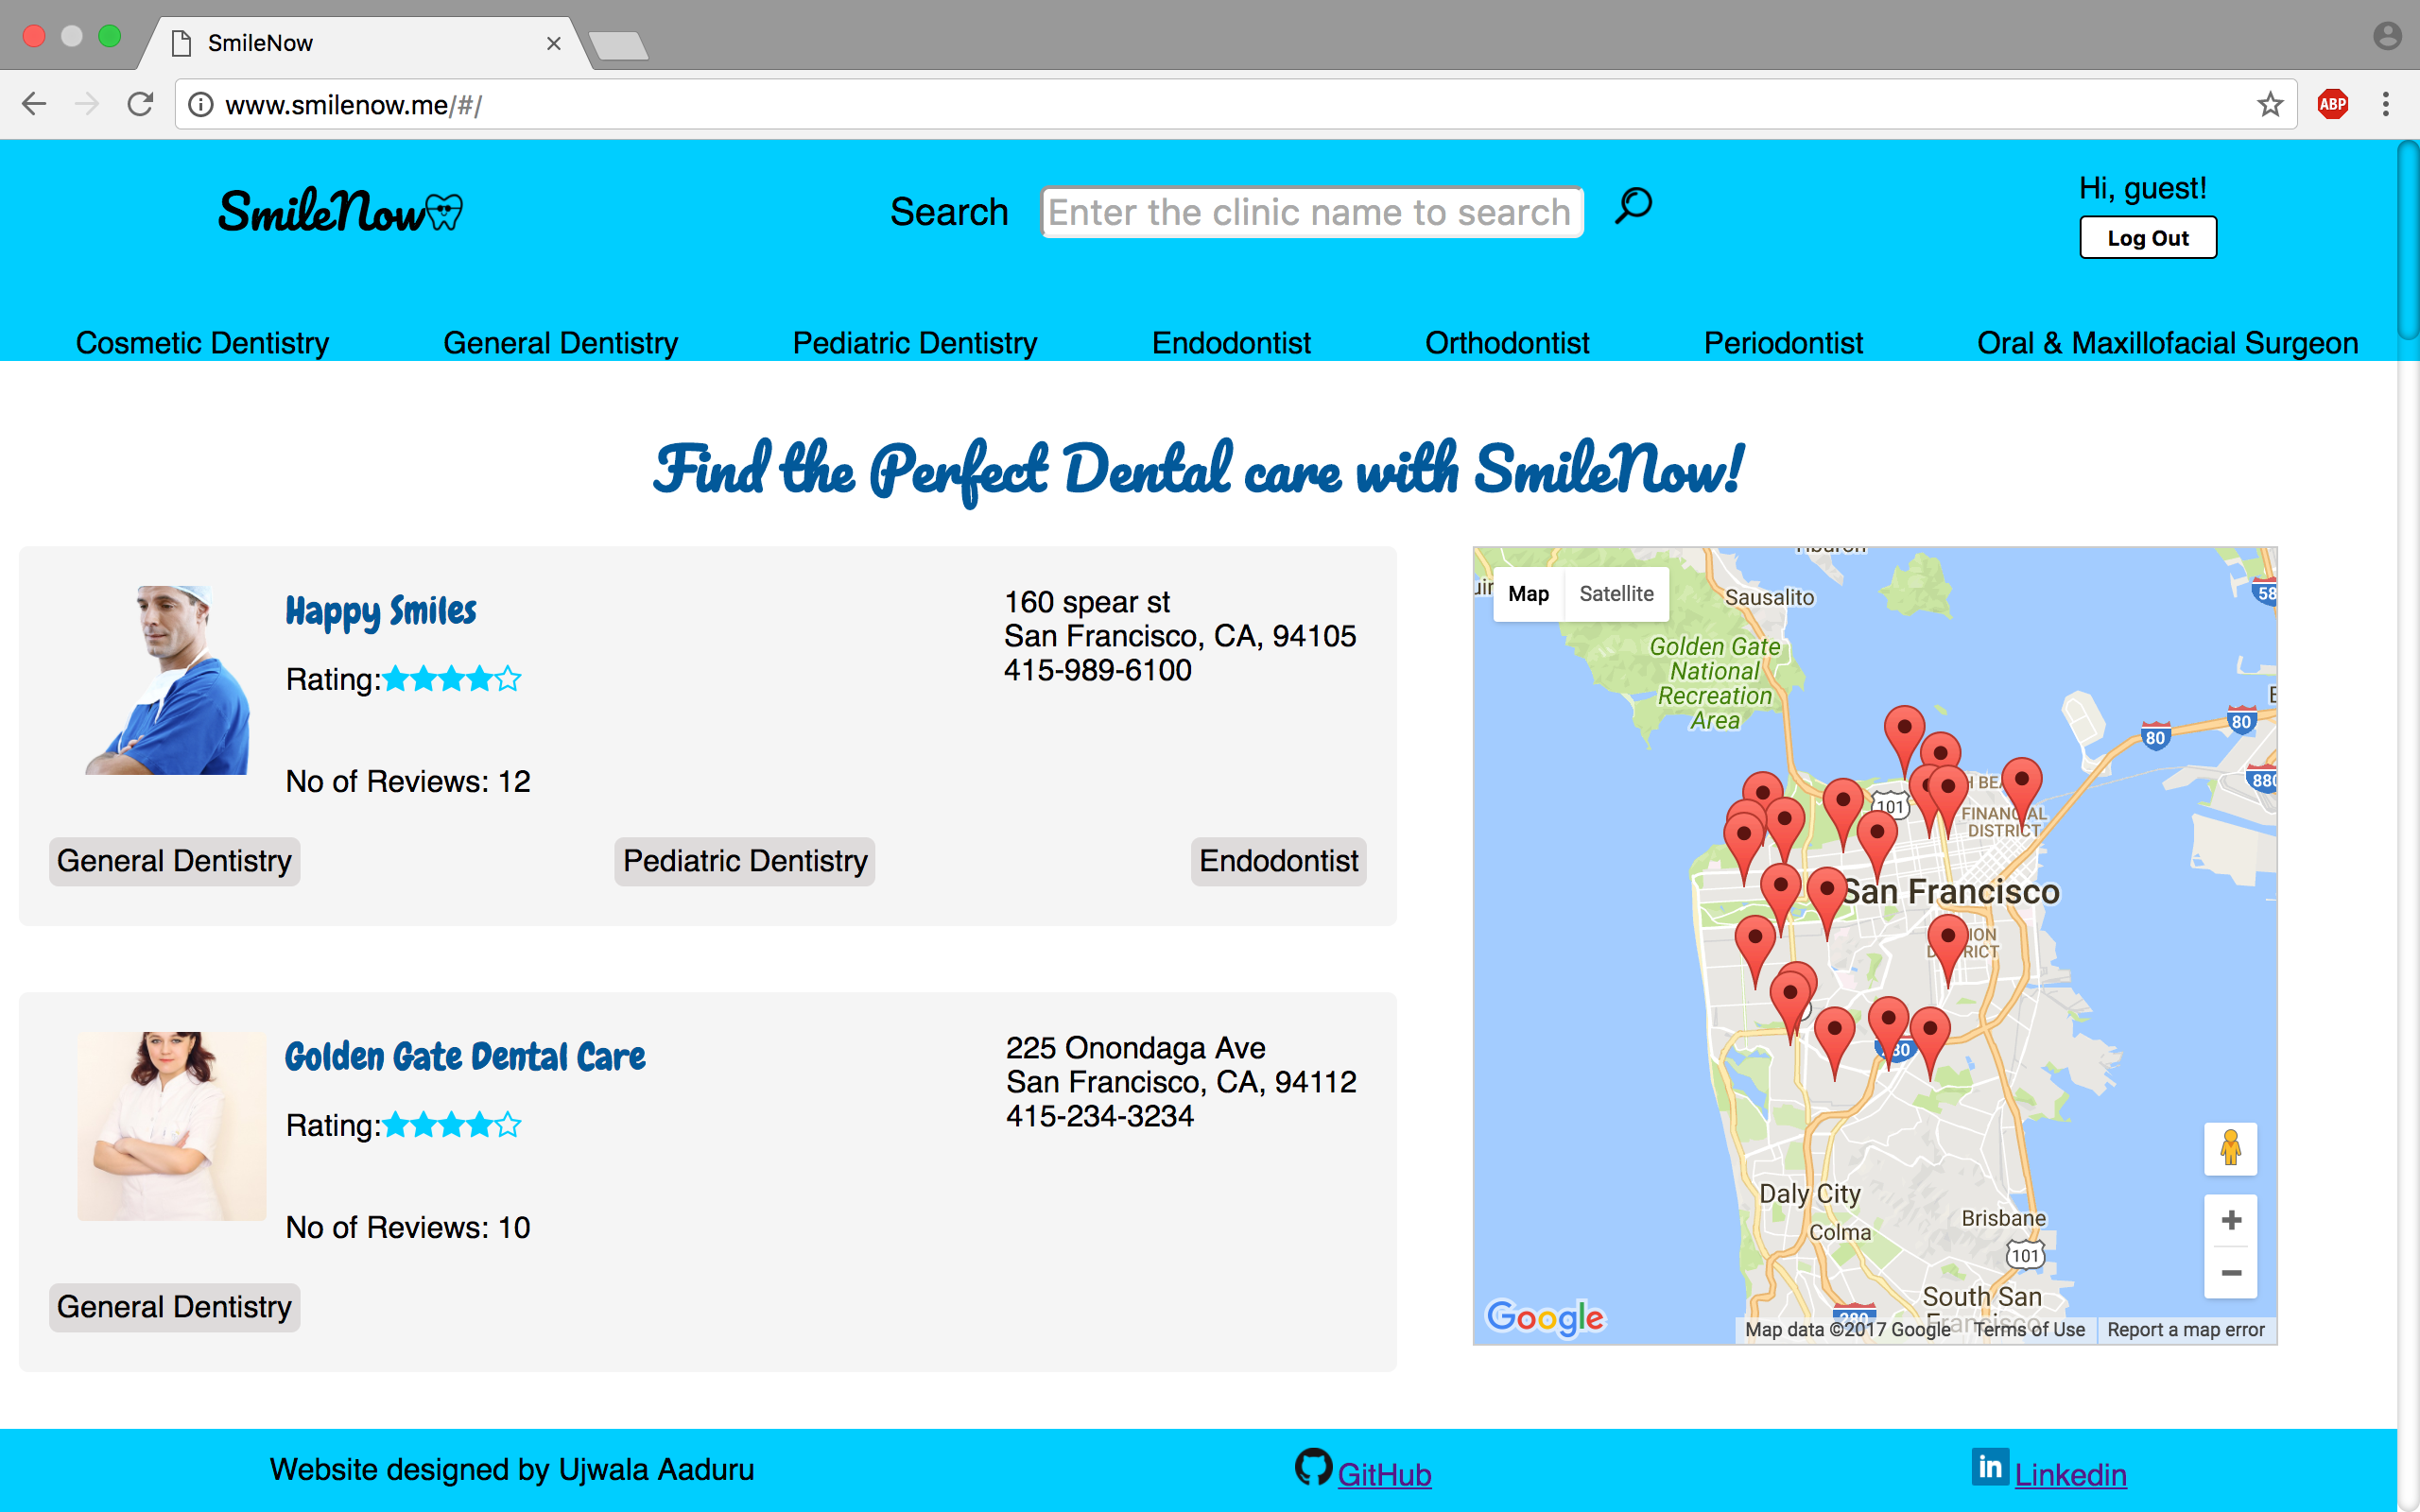 SmileNow
www.smilenow.me/#/
ABP
SmileNow
Search
Enter the clinic name to search
Hi, guest!
Log Out
Cosmetic Dentistry
General Dentistry
Pediatric Dentistry
Endodontist
Orthodontist
Periodontist
Oral & Maxillofacial Surgeon
Find the Perfect Dental care with SmileNow!
Happy Smiles
Rating:
No of Reviews: 12
160 spear st
San Francisco, CA, 94105
415-989-6100
General Dentistry
Pediatric Dentistry
Endodontist
Golden Gate Dental Care
Rating:
No of Reviews: 10
225 Onondaga Ave
San Francisco, CA, 94112
415-234-3234
General Dentistry
Map
Satellite
Sausalito
Golden Gate
National
Recreation
Area
58
80
80
880
101
FINANCIAL
DISTRICT
San Francisco
Daly City
Colma
Brisbane
101
South San
Francisco
280
Google
Map data ©2017 Google
Terms of Use
Report a map error
Website designed by Ujwala Aaduru
GitHub
in
Linkedin